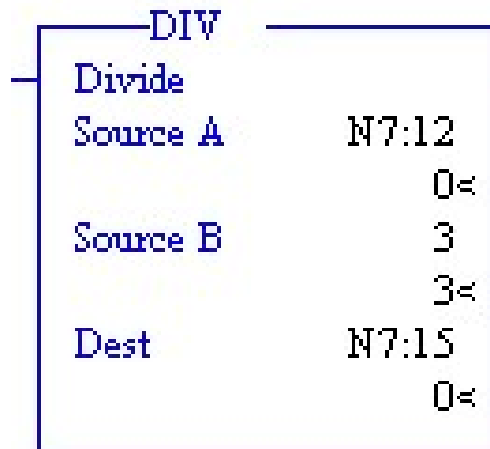 DIV
Divide
Source A N7:12
0<
Source B 3
3<
Dest N7:15
0<